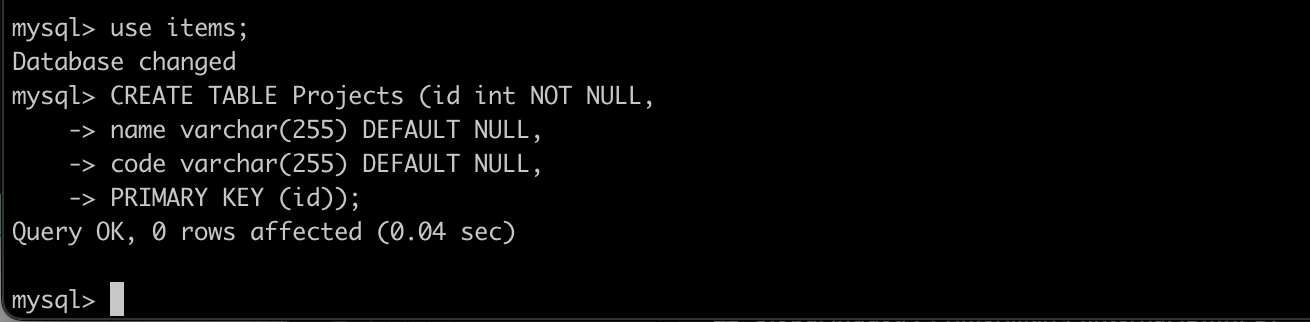 mysql> use items;
Database changed
mysql> CREATE TABLE Projects (id int NOT NULL,
    -> name varchar(255) DEFAULT NULL,
    -> code varchar(255) DEFAULT NULL,
    -> PRIMARY KEY (id));
Query OK, 0 rows affected (0.04 sec)
mysql>